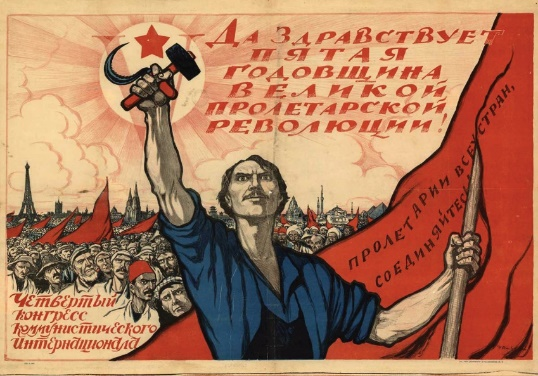 Да Здравствует
пятая
годовщина
великой
пролетарской
революции!
Пролетарии всех стран,
соединяйтесь
Четвертый
конгресс
Коммунистического
Интернационала